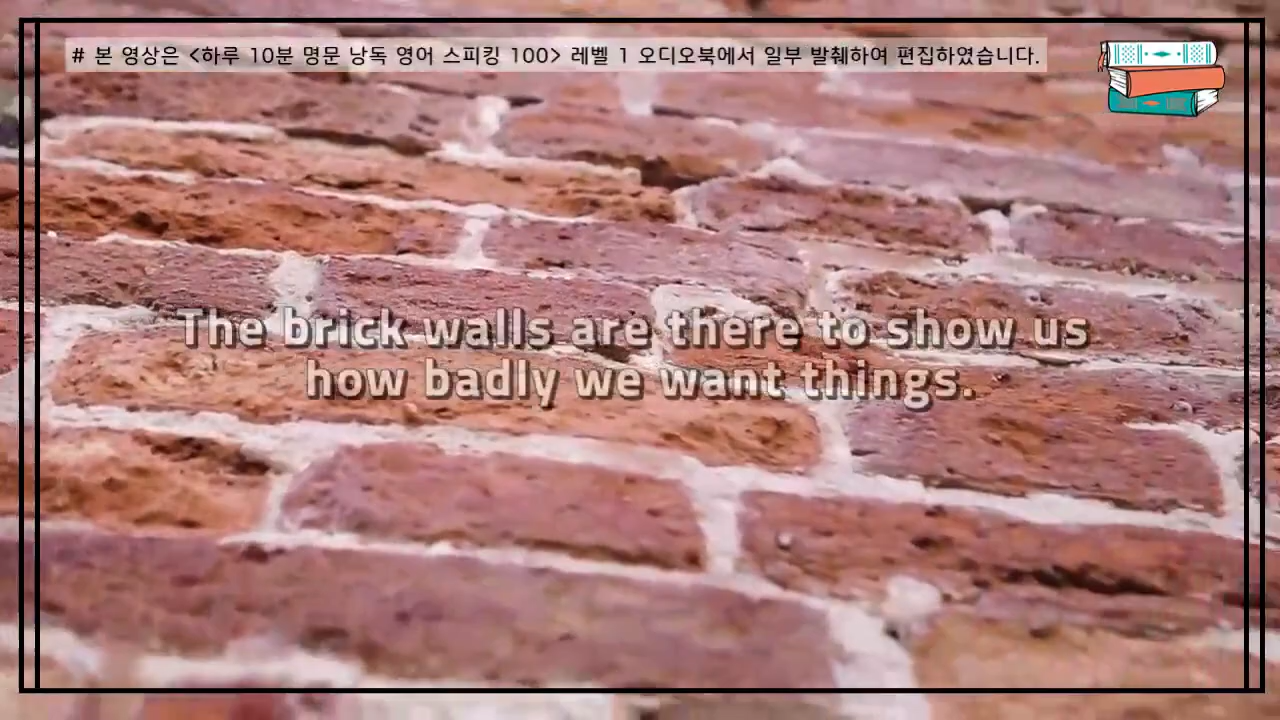 # 본 영상은 <하루 10분 명문 낭독 영어 스피킹 100> 레벨 1 오디오북에서 일부 발췌하여 편집하였습니다.
The brick walls are there to show us
how badly we want things.